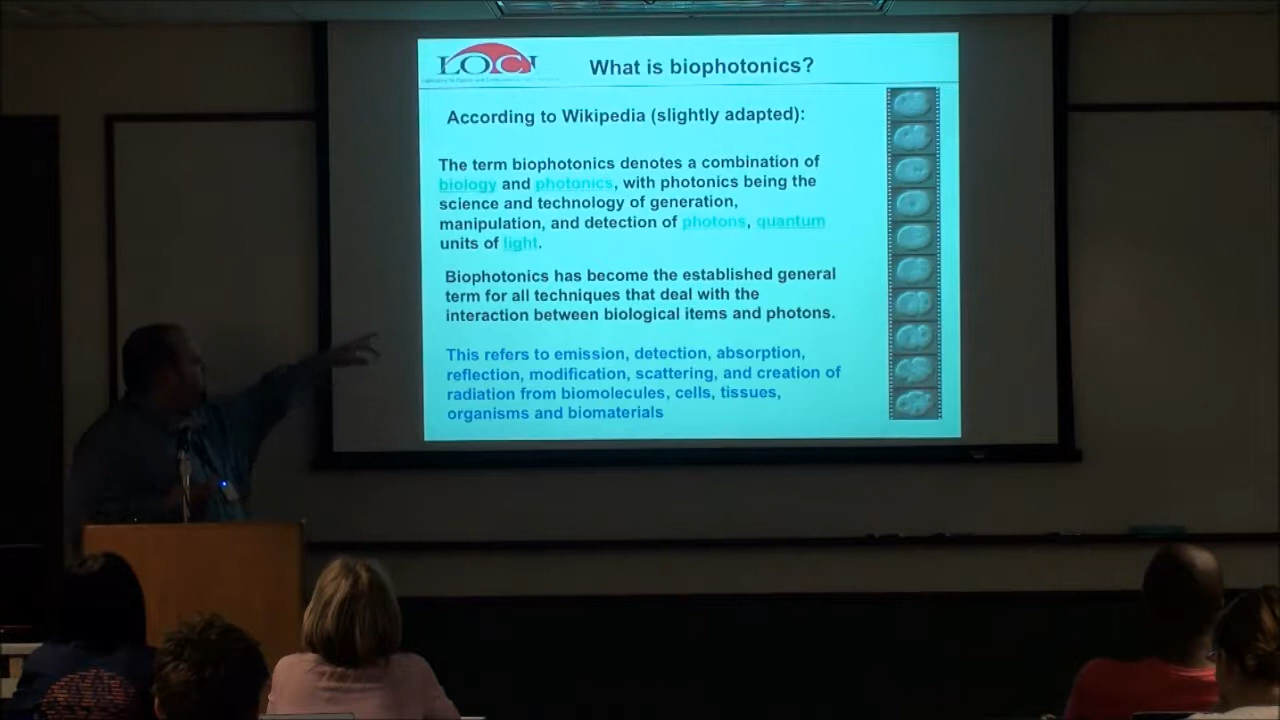 LOCI
What is biophotonics?
According to Wikipedia (slightly adapted):
The term biophotonics denotes a combination of
biology and photonics, with photonics being the
science and technology of generation,
manipulation, and detection of photons, quantum
units of light.
Biophotonics has become the established general
term for all techniques that deal with the
interaction between biological items and photons.
This refers to emission, detection, absorption,
reflection, modification, scattering, and creation of
radiation from biomolecules, cells, tissues,
organisms and biomaterials